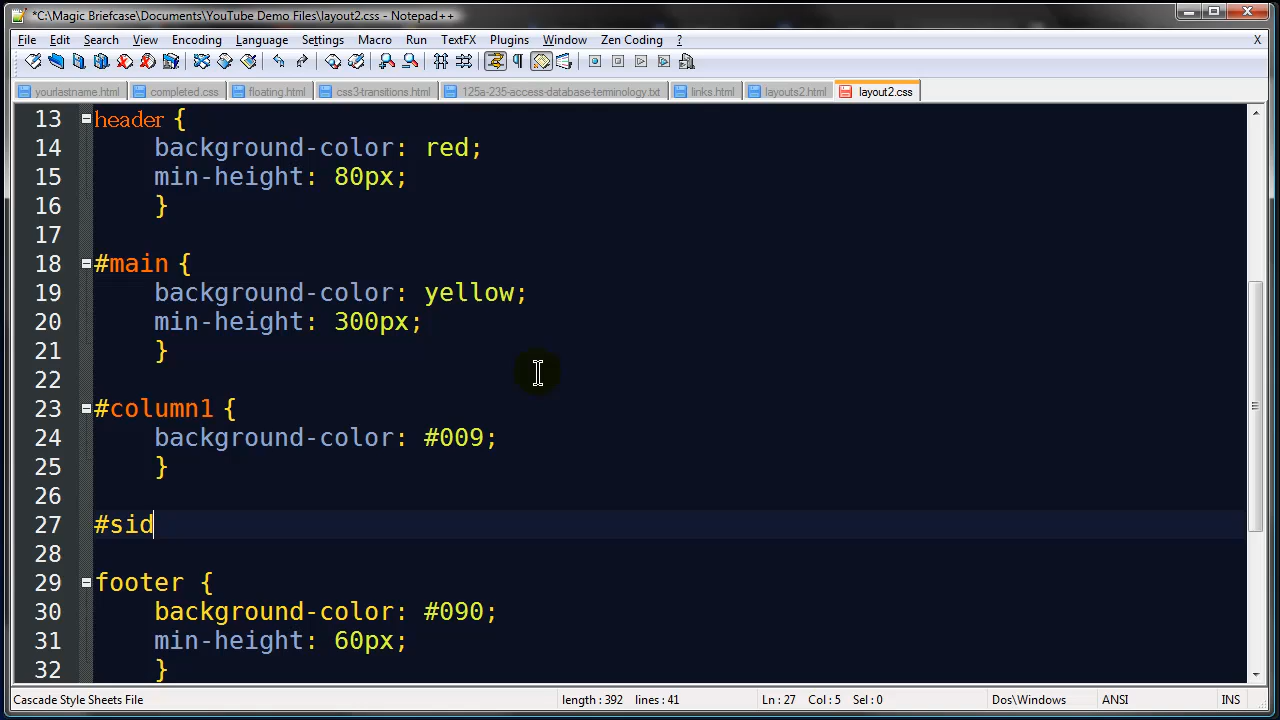 *C:\Magic Briefcase\Documents\YouTube Demo Files\layout2.css - Notepad++
File Edit Search View Encoding Language Settings Macro Run TextFX Plugins Window Zen Coding ? X
yourlastname.html completed.css floating.html css3-transitions.html 125a-235-access-database-teminology.txt links.html layouts2.html layout2.css
13 header {
14 background-color: red;
15 min-height: 80px;
16 }
17
18 #main {
19 background-color: yellow;
20 min-height: 300px;
21 }
22
23 #column1 {
24 background-color: #009;
25 }
26
27 #sid
28
29 footer {
30 background-color: #090;
31 min-height: 60px;
32 }
Cascade Style Sheets File length : 392 lines : 41 Ln : 27 Col : 5 Sel : 0 Dos\Windows ANSI INS